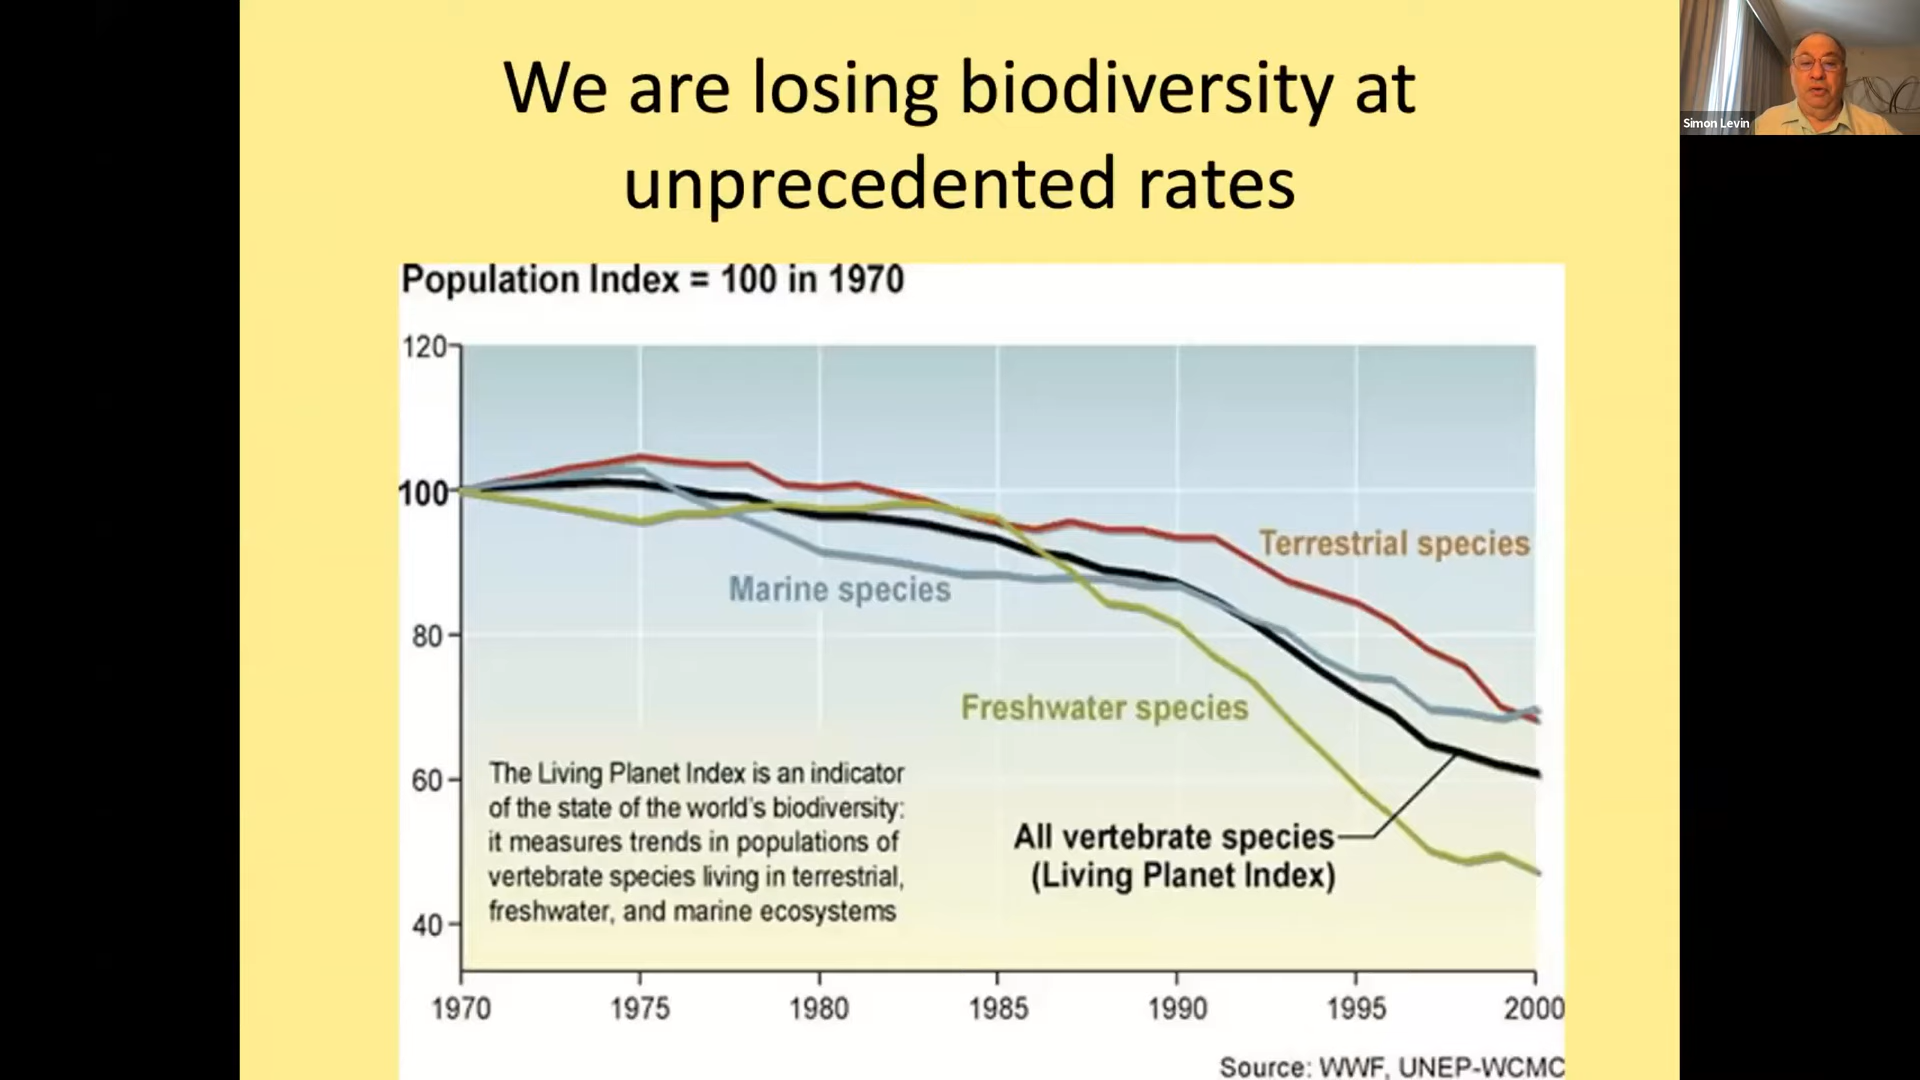 We are losing biodiversity at
unprecedented rates
Simon Levin
Population Index = 100 in 1970
120
100
80
60
40
Terrestrial species
Marine species
Freshwater species
The Living Planet Index is an indicator
of the state of the world's biodiversity:
it measures trends in populations of
vertebrate species living in terrestrial,
freshwater, and marine ecosystems
All vertebrate species
(Living Planet Index)
1970 1975 1980 1985 1990 1995 2000
Source: WWF, UNEP-WCMC